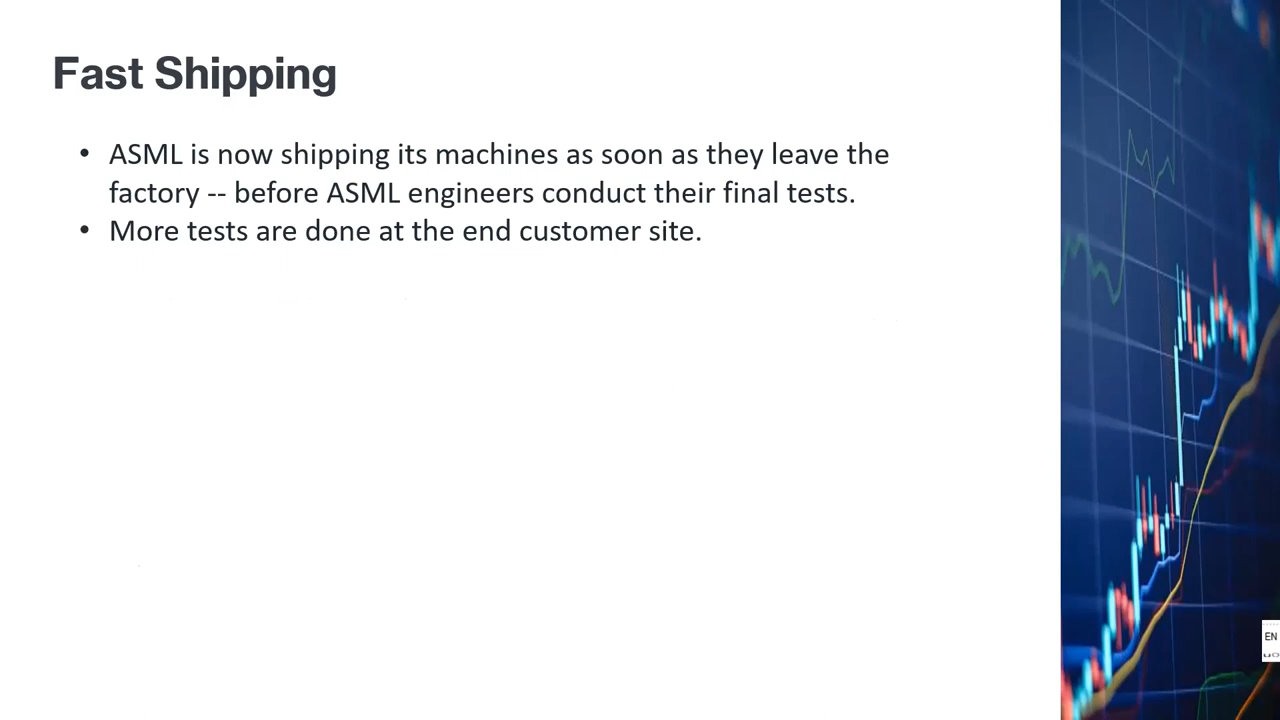 Fast Shipping
• ASML is now shipping its machines as soon as they leave the
factory -- before ASML engineers conduct their final tests.
• More tests are done at the end customer site.
EN